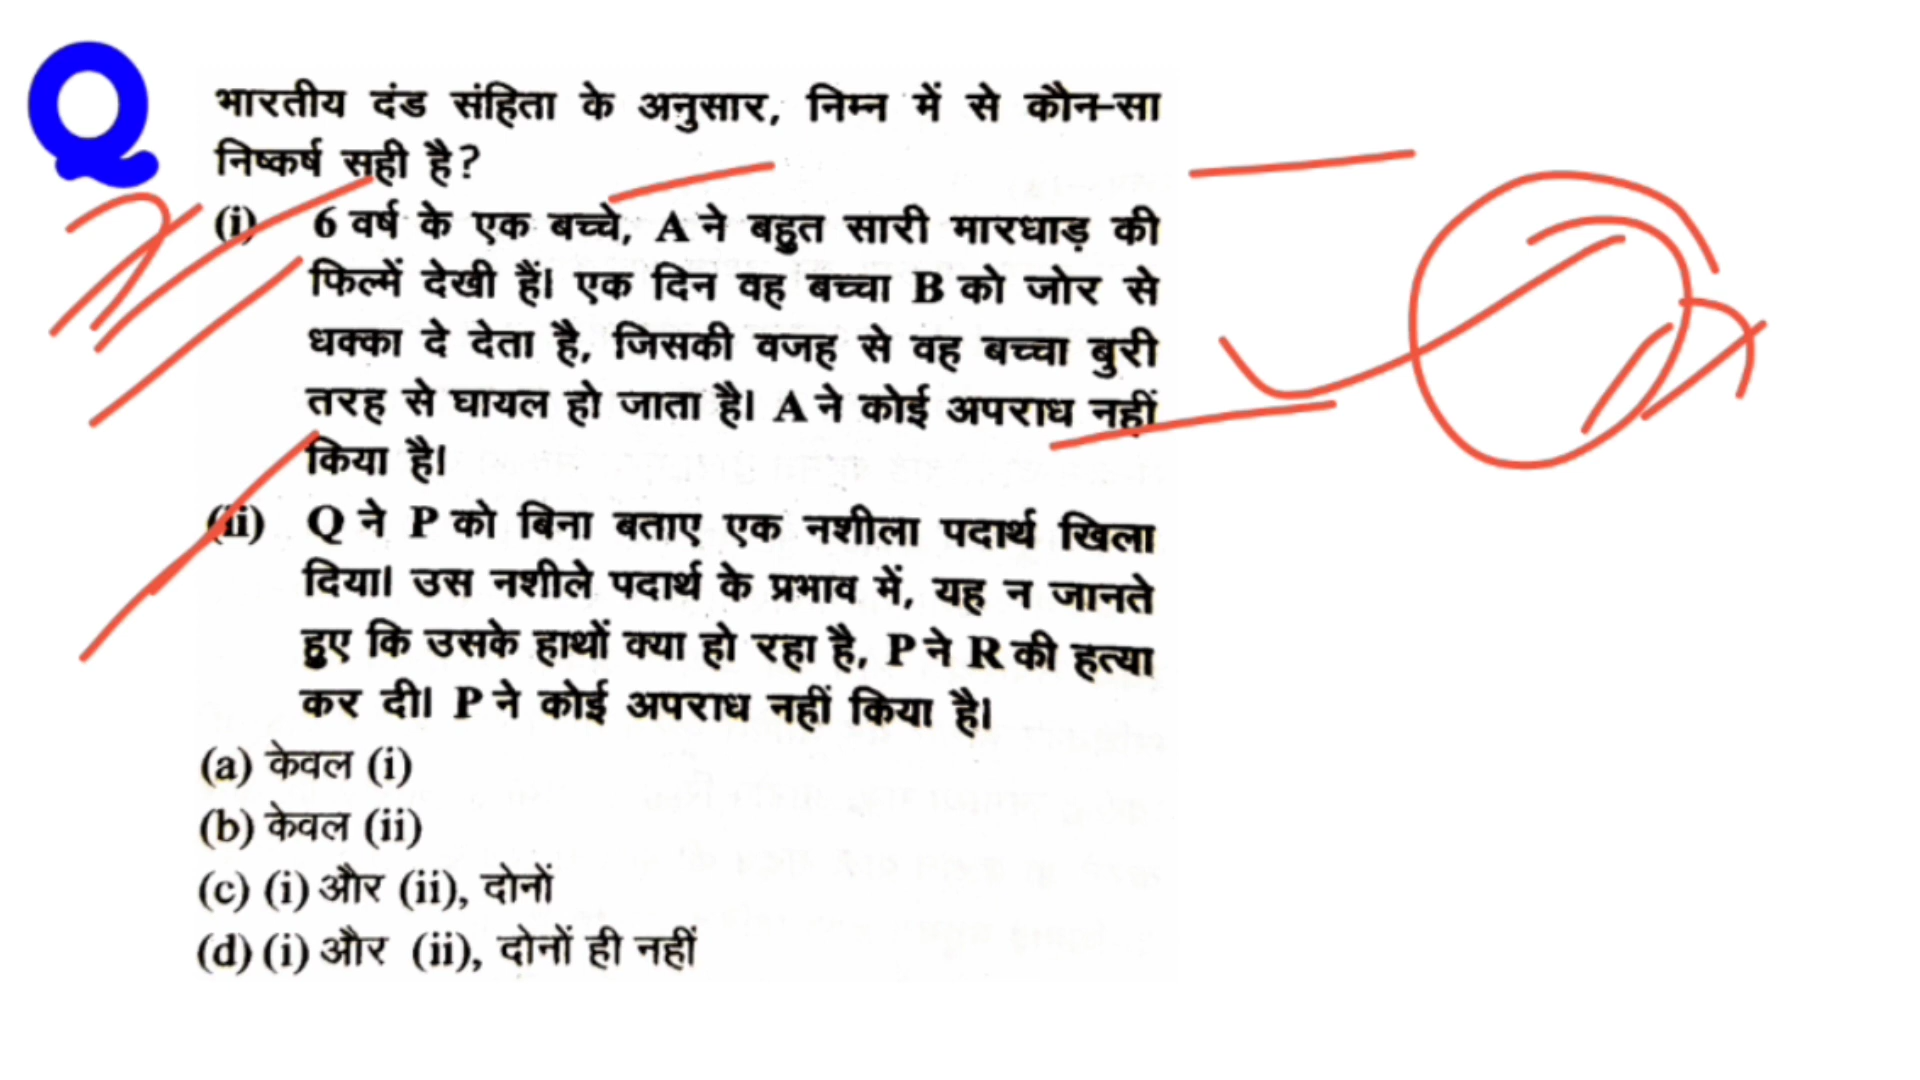 Q
भारतीय दंड संहिता के अनुसार, निम्न में से कौन-सा
निष्कर्ष सही है?
(i) 6 वर्ष के एक बच्चे, A ने बहुत सारी मारधाड़ की
फिल्में देखी हैं। एक दिन वह बच्चा B को जोर से
धक्का दे देता है, जिसकी वजह से वह बच्चा बुरी
तरह से घायल हो जाता है। A ने कोई अपराध नहीं
किया है।
(ii) Q ने P को बिना बताए एक नशीला पदार्थ खिला
दिया। उस नशीले पदार्थ के प्रभाव में, यह न जानते
हुए कि उसके हाथों क्या हो रहा है, P ने R की हत्या
कर दी। P ने कोई अपराध नहीं किया है।
(a) केवल (i)
(b) केवल (ii)
(c) (i) और (ii), दोनों
(d) (i) और (ii), दोनों ही नहीं